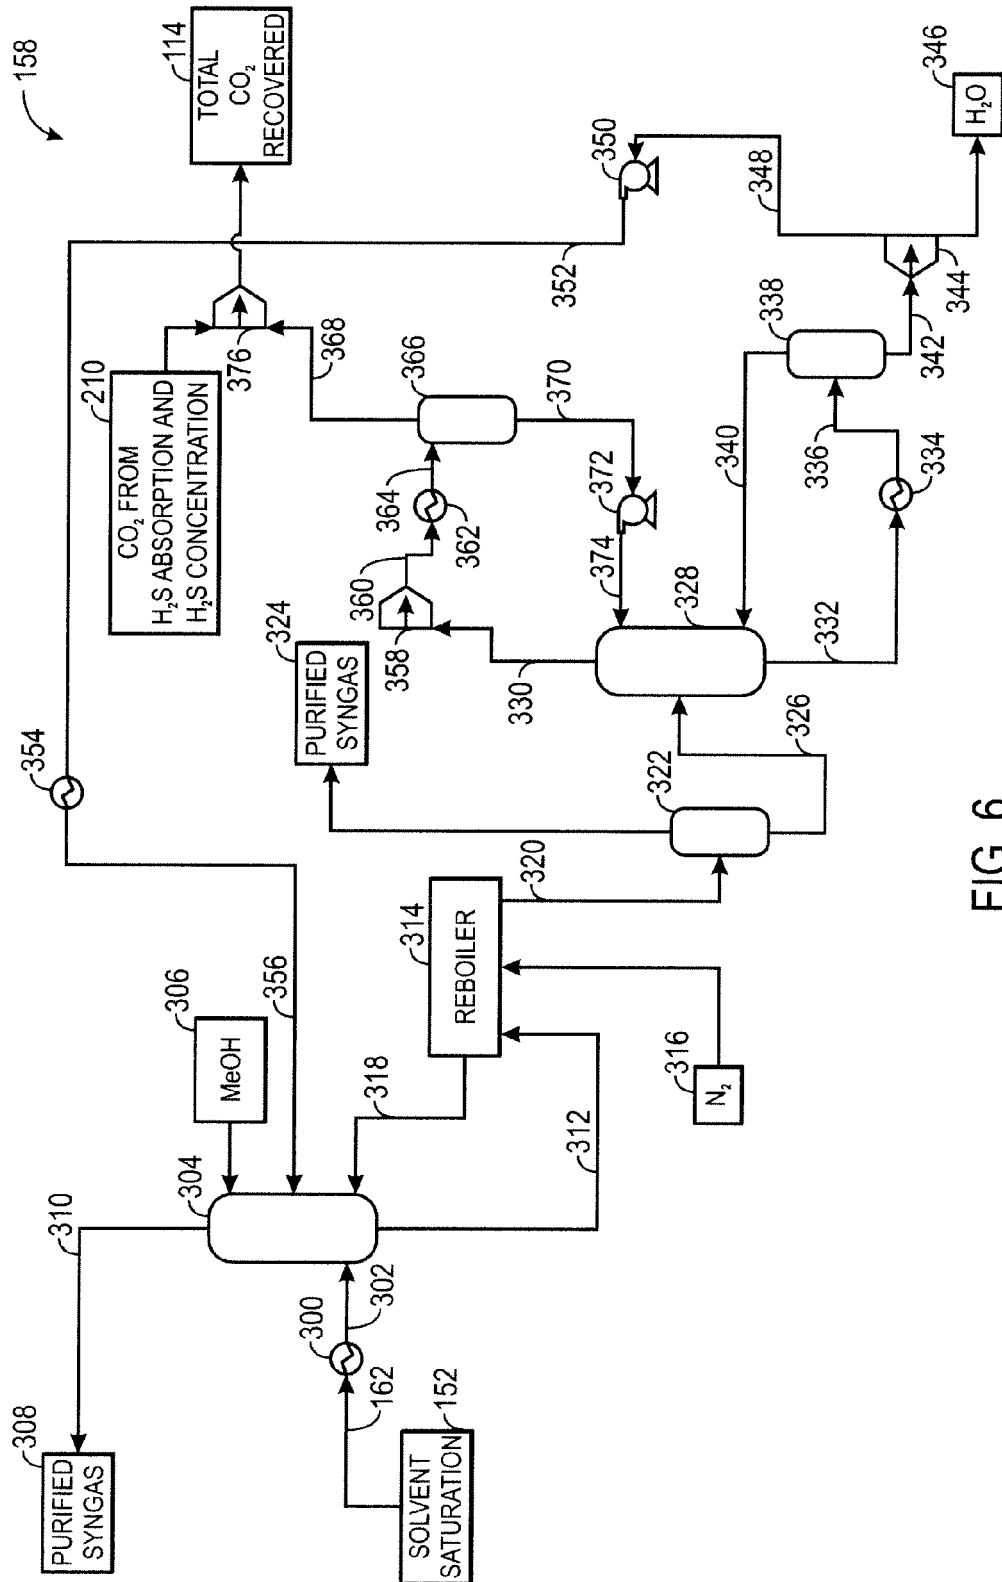 158
TOTAL
CO₂
RECOVERED
114
CO₂ FROM
H₂S ABSORPTION AND
H₂S CONCENTRATION
210
376
368
366
364
362
360
358
370
372
374
350
352
348
346
H₂O
344
342
338
340
336
334
332
328
330
326
324
PURIFIED
SYNGAS
322
320
354
356
314
REBOILER
318
312
316
N₂
306
MeOH
304
310
308
PURIFIED
SYNGAS
300
302
162
152
SOLVENT
SATURATION
FIG. 6